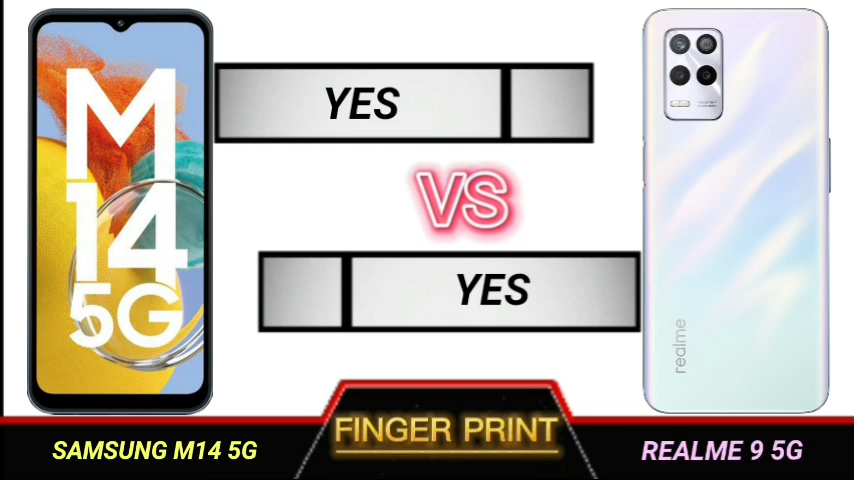 M
14
5G
YES
VS
YES
realme
FINGER PRINT
SAMSUNG M14 5G
REALME 9 5G